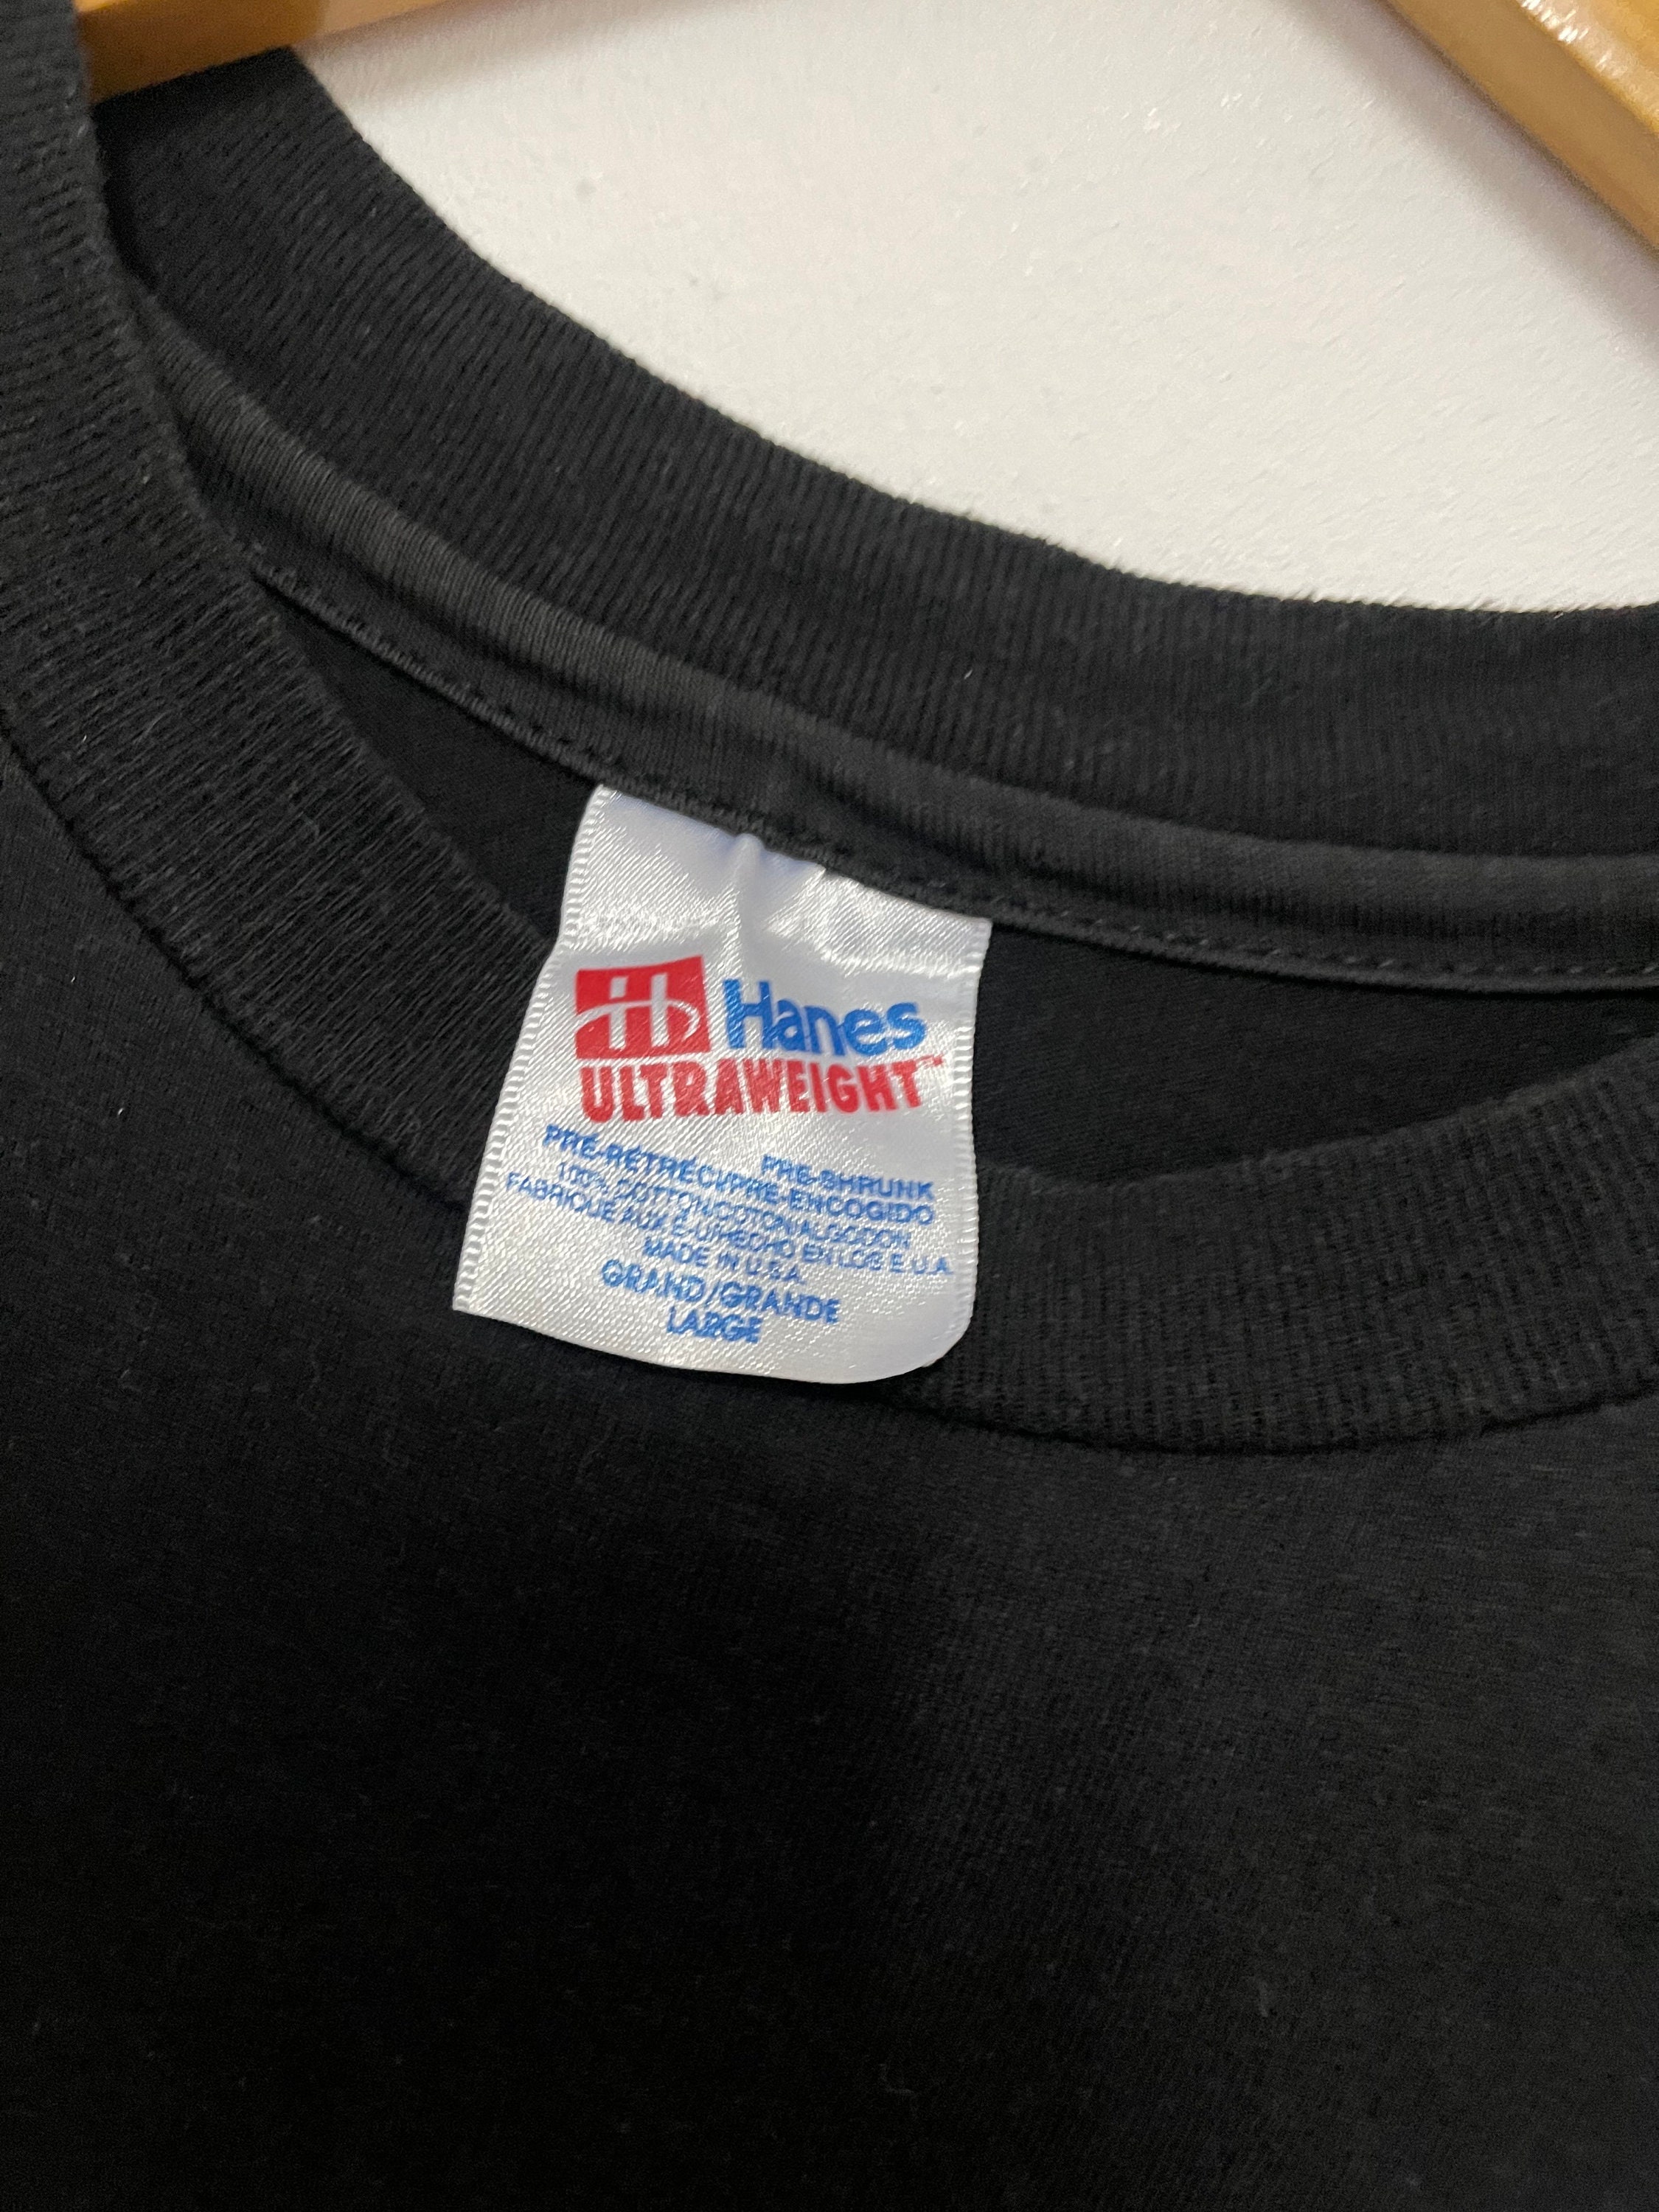 Hanes
ULTRAWEIGHT™
PRE-SHRUNK
PRÉ-RÉTRÉCI/PRE-ENCOGIDO
100% COTTON/COTON/ALGODON
FABRIQUÉ AUX É.-U./HECHO EN LOS E.U.A.
MADE IN U.S.A.
GRAND/GRANDE
LARGE